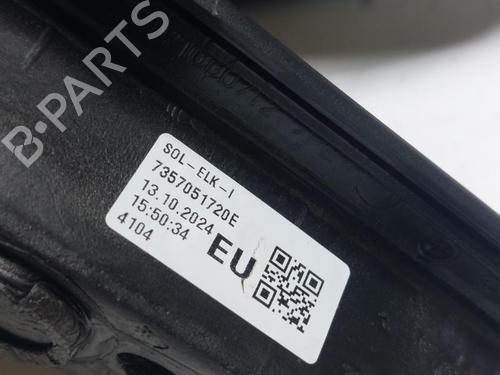 B-PARTS
SOL-ELK-I
7357051720E
13.10.2024
15:50:34
4104
EU